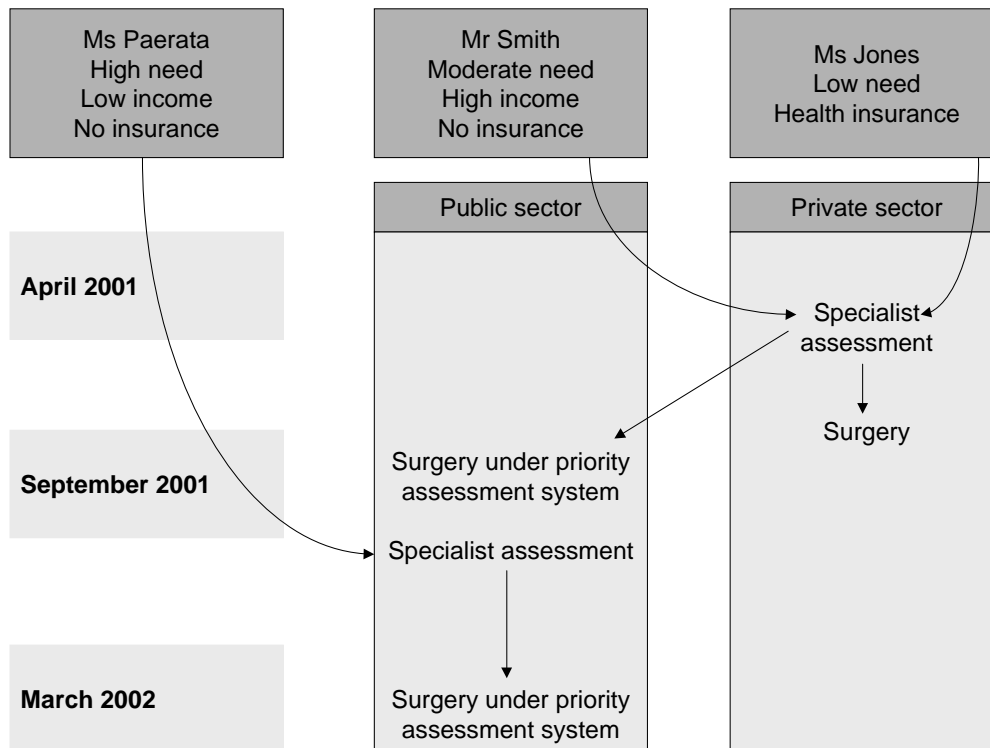 Ms Paerata
High need
Low income
No insurance
Mr Smith
Moderate need
High income
No insurance
Ms Jones
Low need
Health insurance
Public sector
Private sector
April 2001
Specialist
assessment
Surgery
September 2001
Surgery under priority
assessment system
Specialist assessment
March 2002
Surgery under priority
assessment system